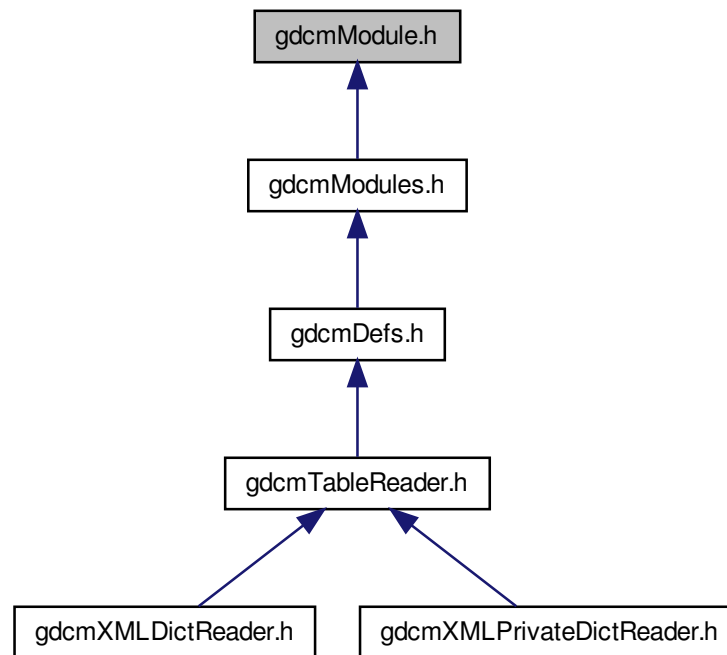 gdcmModule.h
gdcmModules.h
gdcmDefs.h
gdcmTableReader.h
gdcmXMLDictReader.h
gdcmXMLPrivateDictReader.h